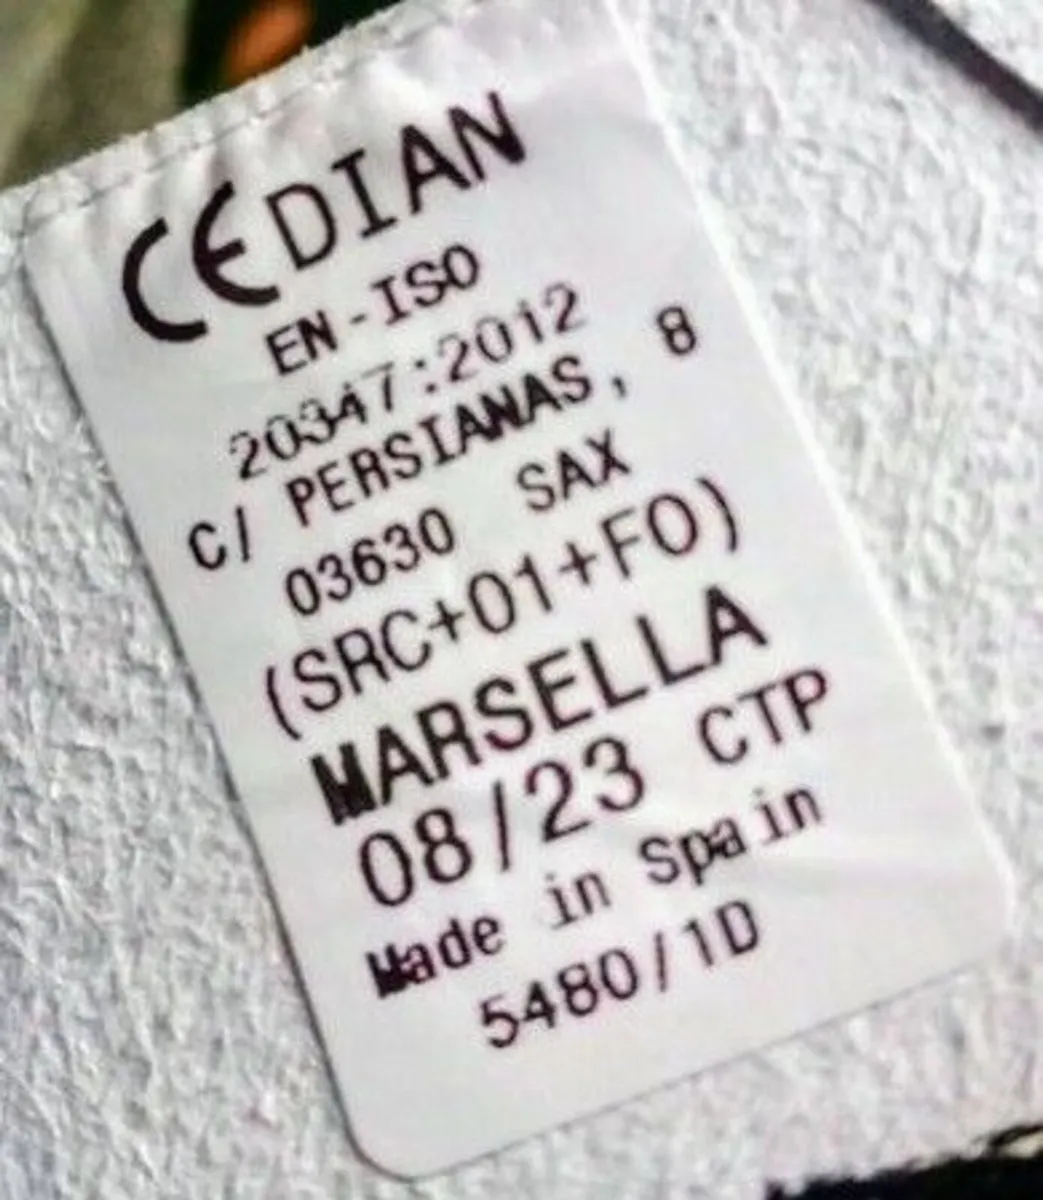 CE DIAN
EN-ISO
20347:2012
C/ PERSIANAS, 8
03630 SAX
(SRC+O1+FO)
MARSELLA
08/23 CTP
Made in Spain
5480/1D